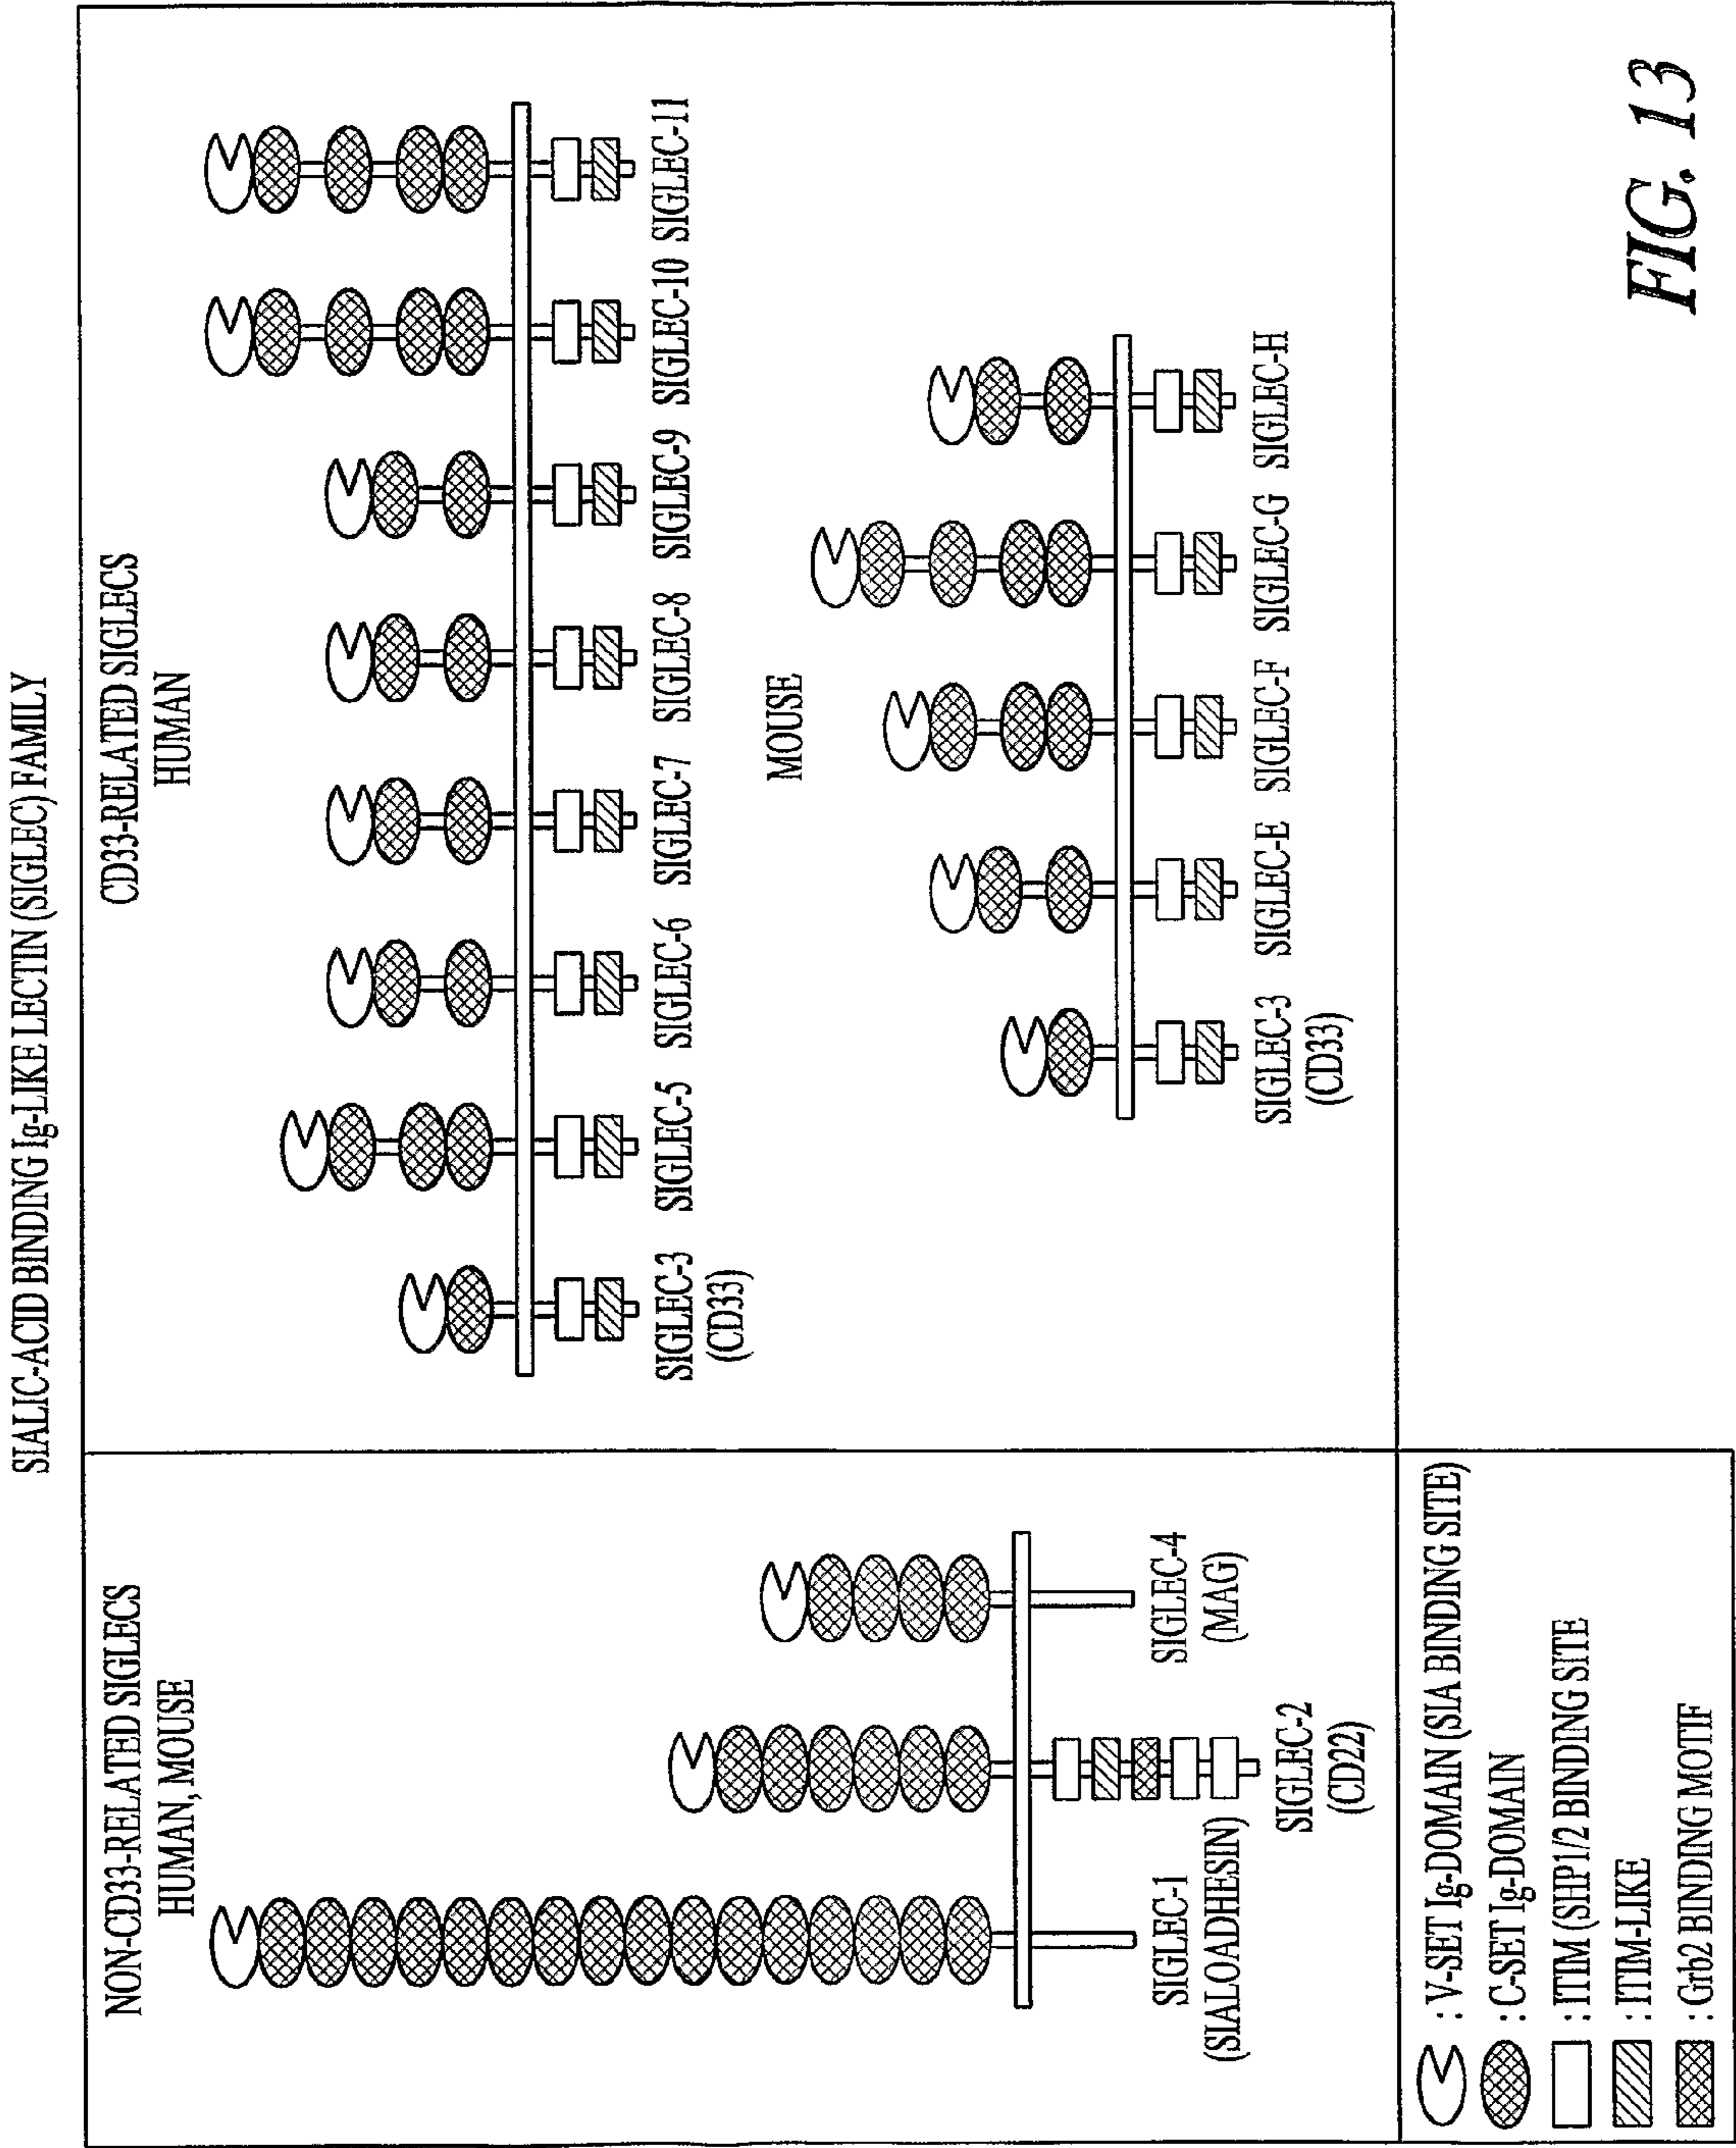 SIALIC-ACID BINDING Ig-LIKE LECTIN (SIGLEC) FAMILY
NON-CD33-RELATED SIGLECS
HUMAN, MOUSE
SIGLEC-1
(SIALOADHESIN)
SIGLEC-2
(CD22)
SIGLEC-4
(MAG)
CD33-RELATED SIGLECS
HUMAN
SIGLEC-3 SIGLEC-5 SIGLEC-6 SIGLEC-7 SIGLEC-8 SIGLEC-9 SIGLEC-10 SIGLEC-11
(CD33)
MOUSE
SIGLEC-3 SIGLEC-E SIGLEC-F SIGLEC-G SIGLEC-H
(CD33)
: V-SET Ig-DOMAIN (SIA BINDING SITE)
: C-SET Ig-DOMAIN
: ITIM (SHP1/2 BINDING SITE
: ITIM-LIKE
: Grb2 BINDING MOTIF
FIG. 13